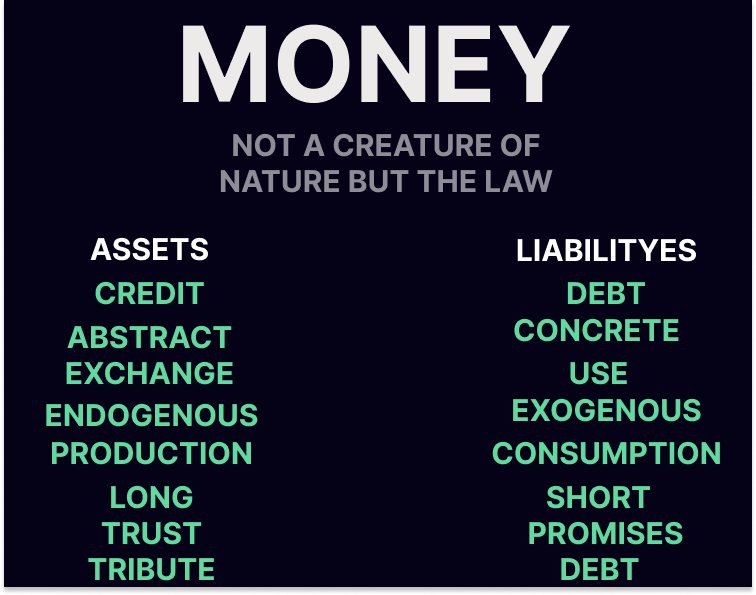 MONEY
NOT A CREATURE OF
NATURE BUT THE LAW
ASSETS
CREDIT
ABSTRACT
EXCHANGE
ENDOGENOUS
PRODUCTION
LONG
TRUST
TRIBUTE
LIABILITYES
DEBT
CONCRETE
USE
EXOGENOUS
CONSUMPTION
SHORT
PROMISES
DEBT